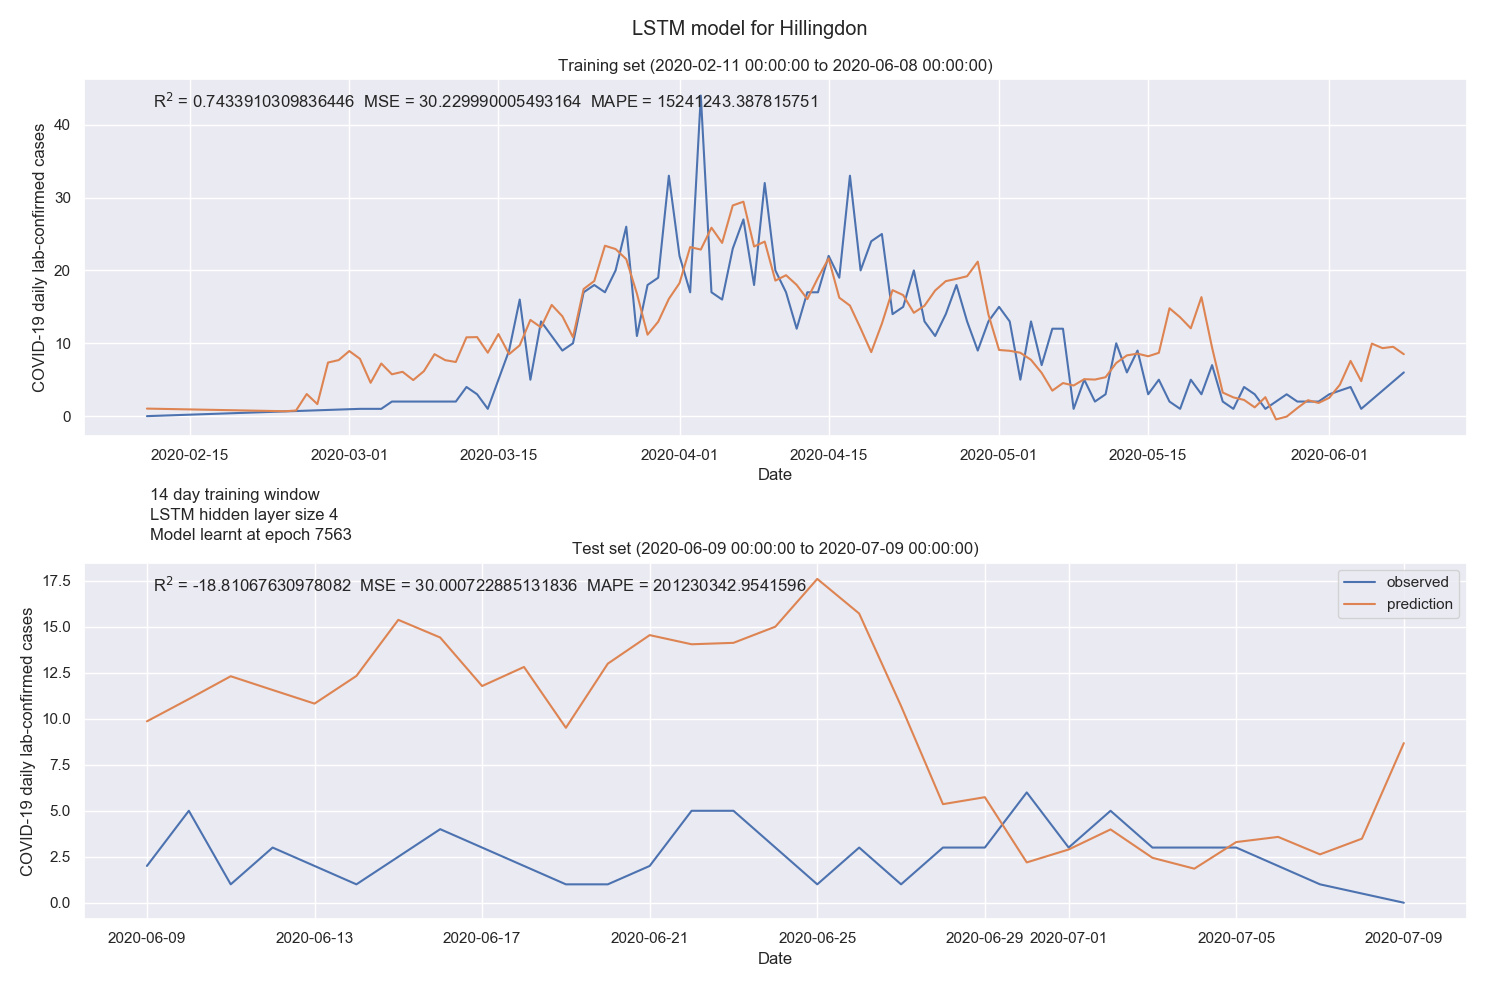 LSTM model for Hillingdon
Training set (2020-02-11 00:00:00 to 2020-06-08 00:00:00)
R² = 0.7433910309836446 MSE = 30.229990005493164 MAPE = 15241243.387815751
COVID-19 daily lab-confirmed cases
40
30
20
10
0
2020-02-15 2020-03-01 2020-03-15 2020-04-01 2020-04-15 2020-05-01 2020-05-15 2020-06-01
Date
14 day training window
LSTM hidden layer size 4
Model learnt at epoch 7563
Test set (2020-06-09 00:00:00 to 2020-07-09 00:00:00)
R² = -18.81067630978082 MSE = 30.000722885131836 MAPE = 201230342.9541596
observed
prediction
COVID-19 daily lab-confirmed cases
17.5
15.0
12.5
10.0
7.5
5.0
2.5
0.0
2020-06-09 2020-06-13 2020-06-17 2020-06-21 2020-06-25 2020-06-29 2020-07-01 2020-07-05 2020-07-09
Date